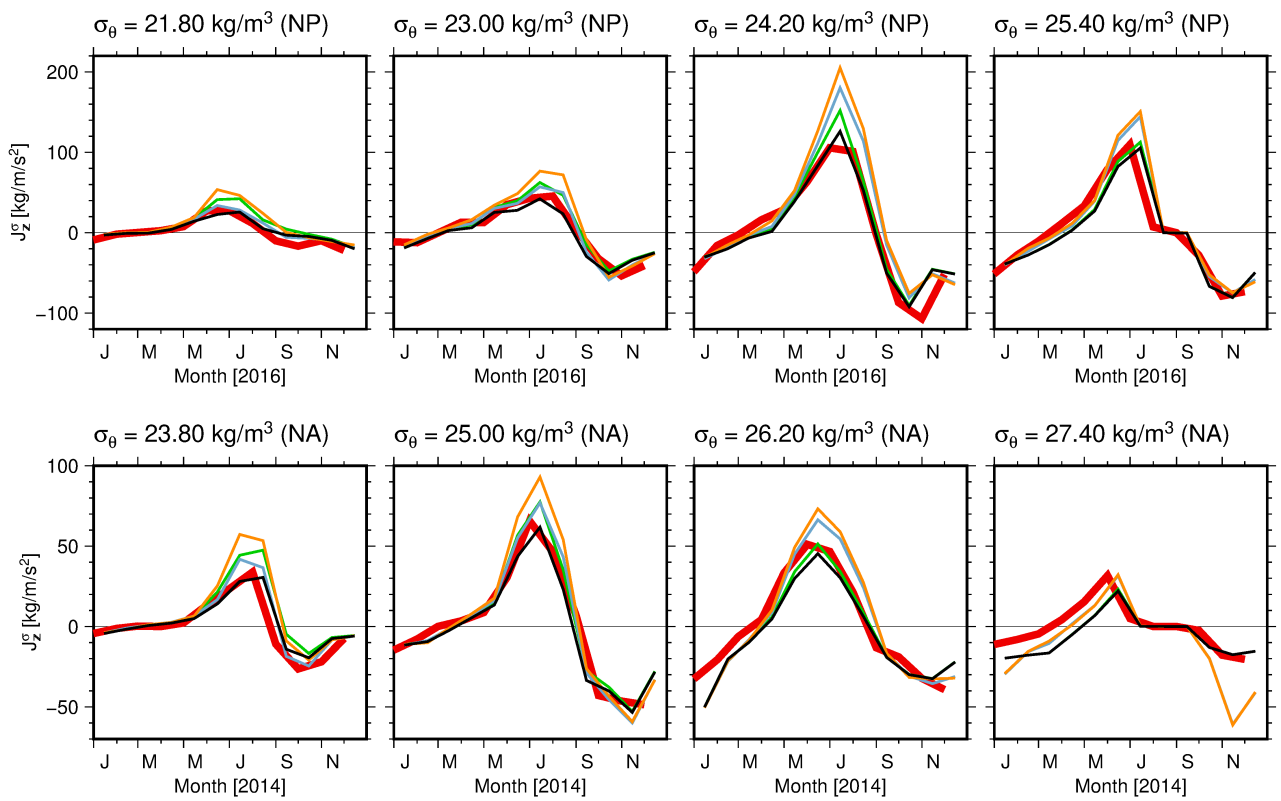 σθ = 21.80 kg/m³ (NP)
σθ = 23.00 kg/m³ (NP)
σθ = 24.20 kg/m³ (NP)
σθ = 25.40 kg/m³ (NP)
Jzσ [kg/m/s²]
200
100
0
−100
J M M J S N
J M M J S N
J M M J S N
J M M J S N
Month [2016]
Month [2016]
Month [2016]
Month [2016]
σθ = 23.80 kg/m³ (NA)
σθ = 25.00 kg/m³ (NA)
σθ = 26.20 kg/m³ (NA)
σθ = 27.40 kg/m³ (NA)
Jzσ [kg/m/s²]
100
50
0
−50
J M M J S N
J M M J S N
J M M J S N
J M M J S N
Month [2014]
Month [2014]
Month [2014]
Month [2014]